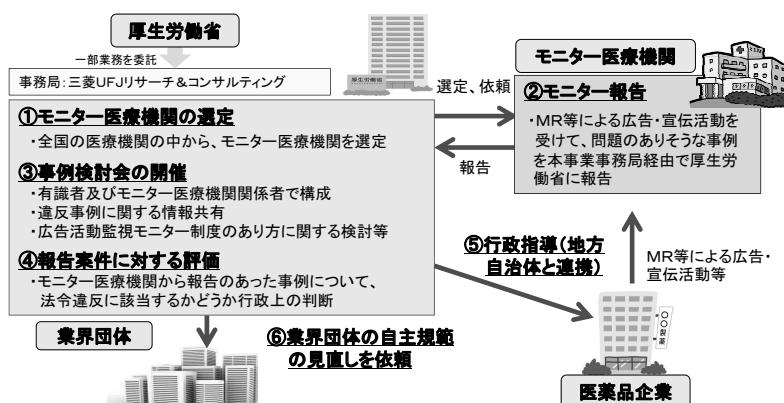 厚生労働省
一部業務を委託
事務局：三菱UFJリサーチ＆コンサルティング
①モニター医療機関の選定
・全国の医療機関の中から、モニター医療機関を選定
③事例検討会の開催
・有識者及びモニター医療機関関係者で構成
・違反事例に関する情報共有
・広告活動監視モニター制度のあり方に関する検討等
④報告案件に対する評価
・モニター医療機関から報告のあった事例について、
法令違反に該当するかどうか行政上の判断
厚生労働省
選定、依頼
報告
モニター医療機関
②モニター報告
・MR等による広告・宣伝活動を
受けて、問題のありそうな事例
を本事業事務局経由で厚生労
働省に報告
⑤行政指導（地方
自治体と連携）
MR等による広告・
宣伝活動等
業界団体
⑥業界団体の自主規範
の見直しを依頼
〇〇製薬
医薬品企業